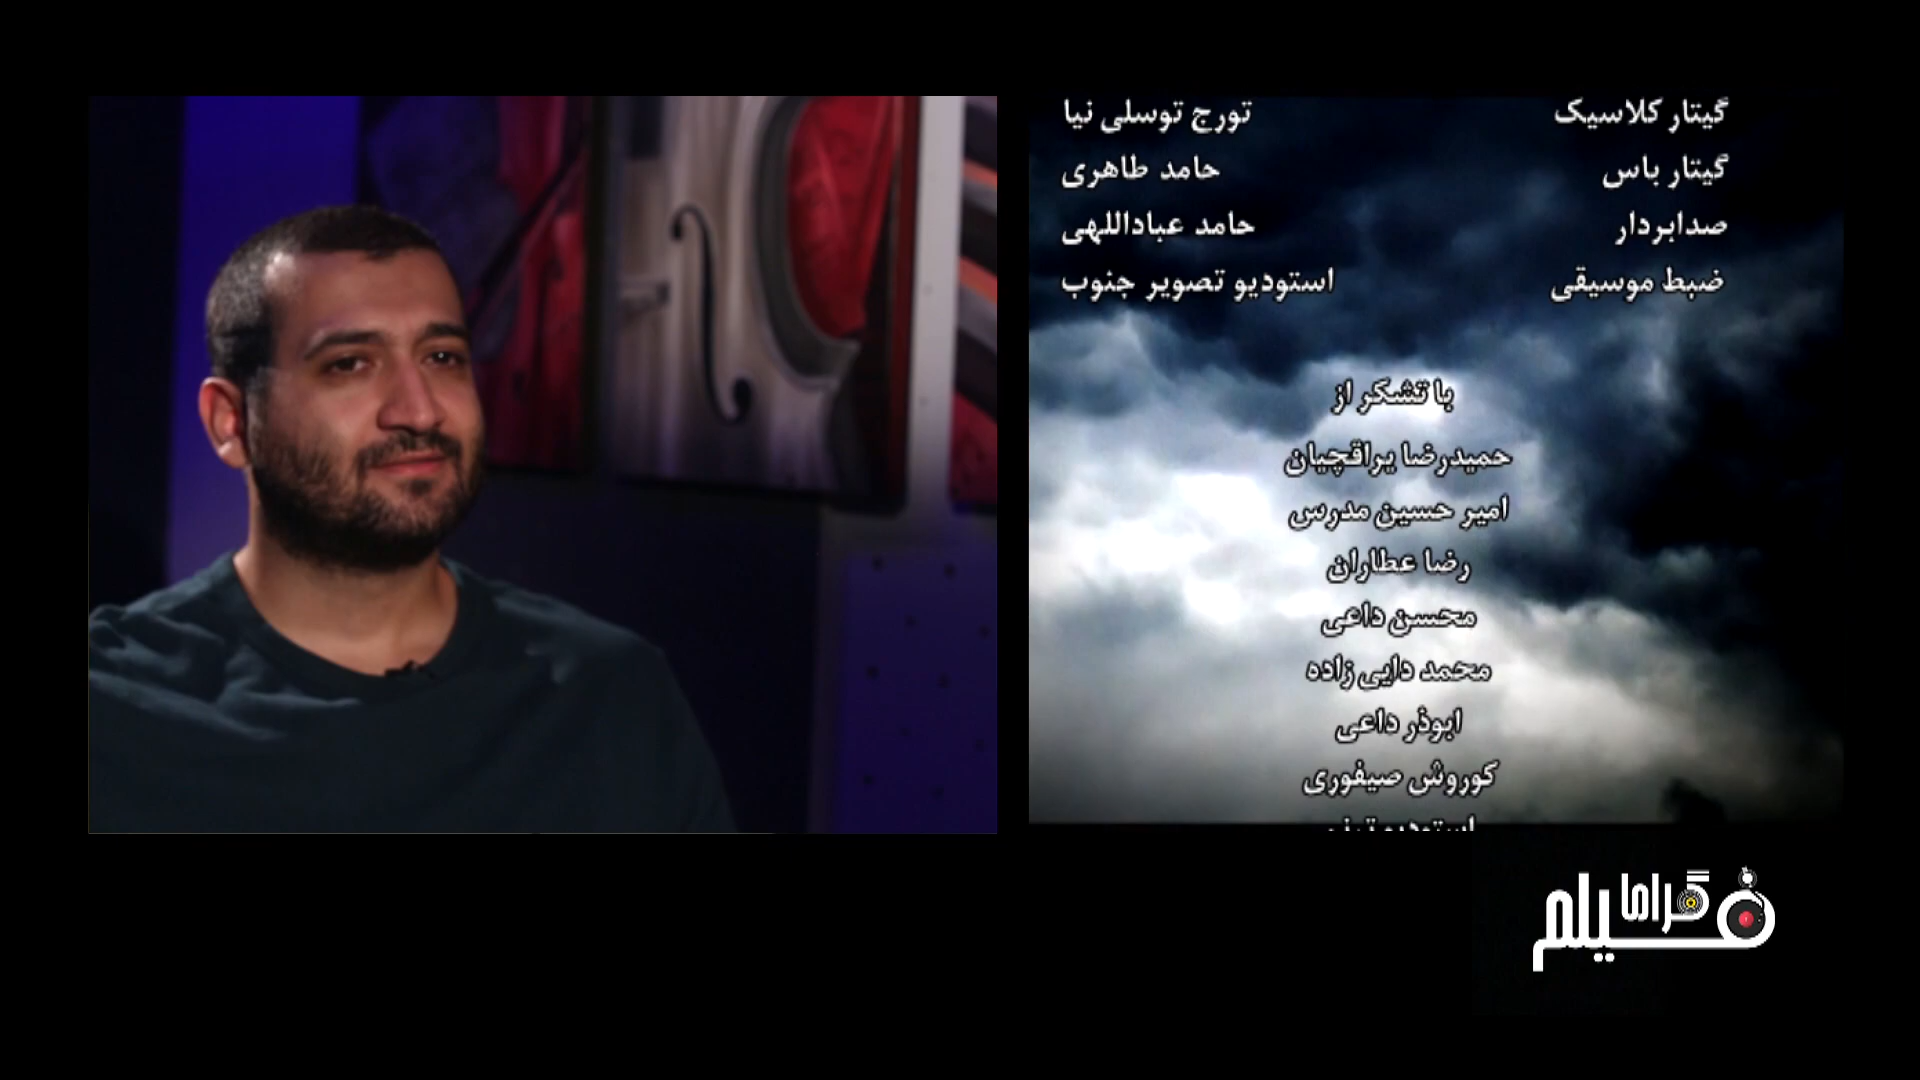 گیتار کلاسیک تورج توسلی نیا
گیتار باس حامد طاهری
صدابردار حامد عباداللهی
ضبط موسیقی استودیو تصویر جنوب
با تشکر از
حمیدرضا یراقچیان
امیر حسین مدرس
رضا عطاران
محسن داعی
محمد دایی زاده
ابوذر داعی
کوروش صیفوری
استودیو
گراما
فیلم